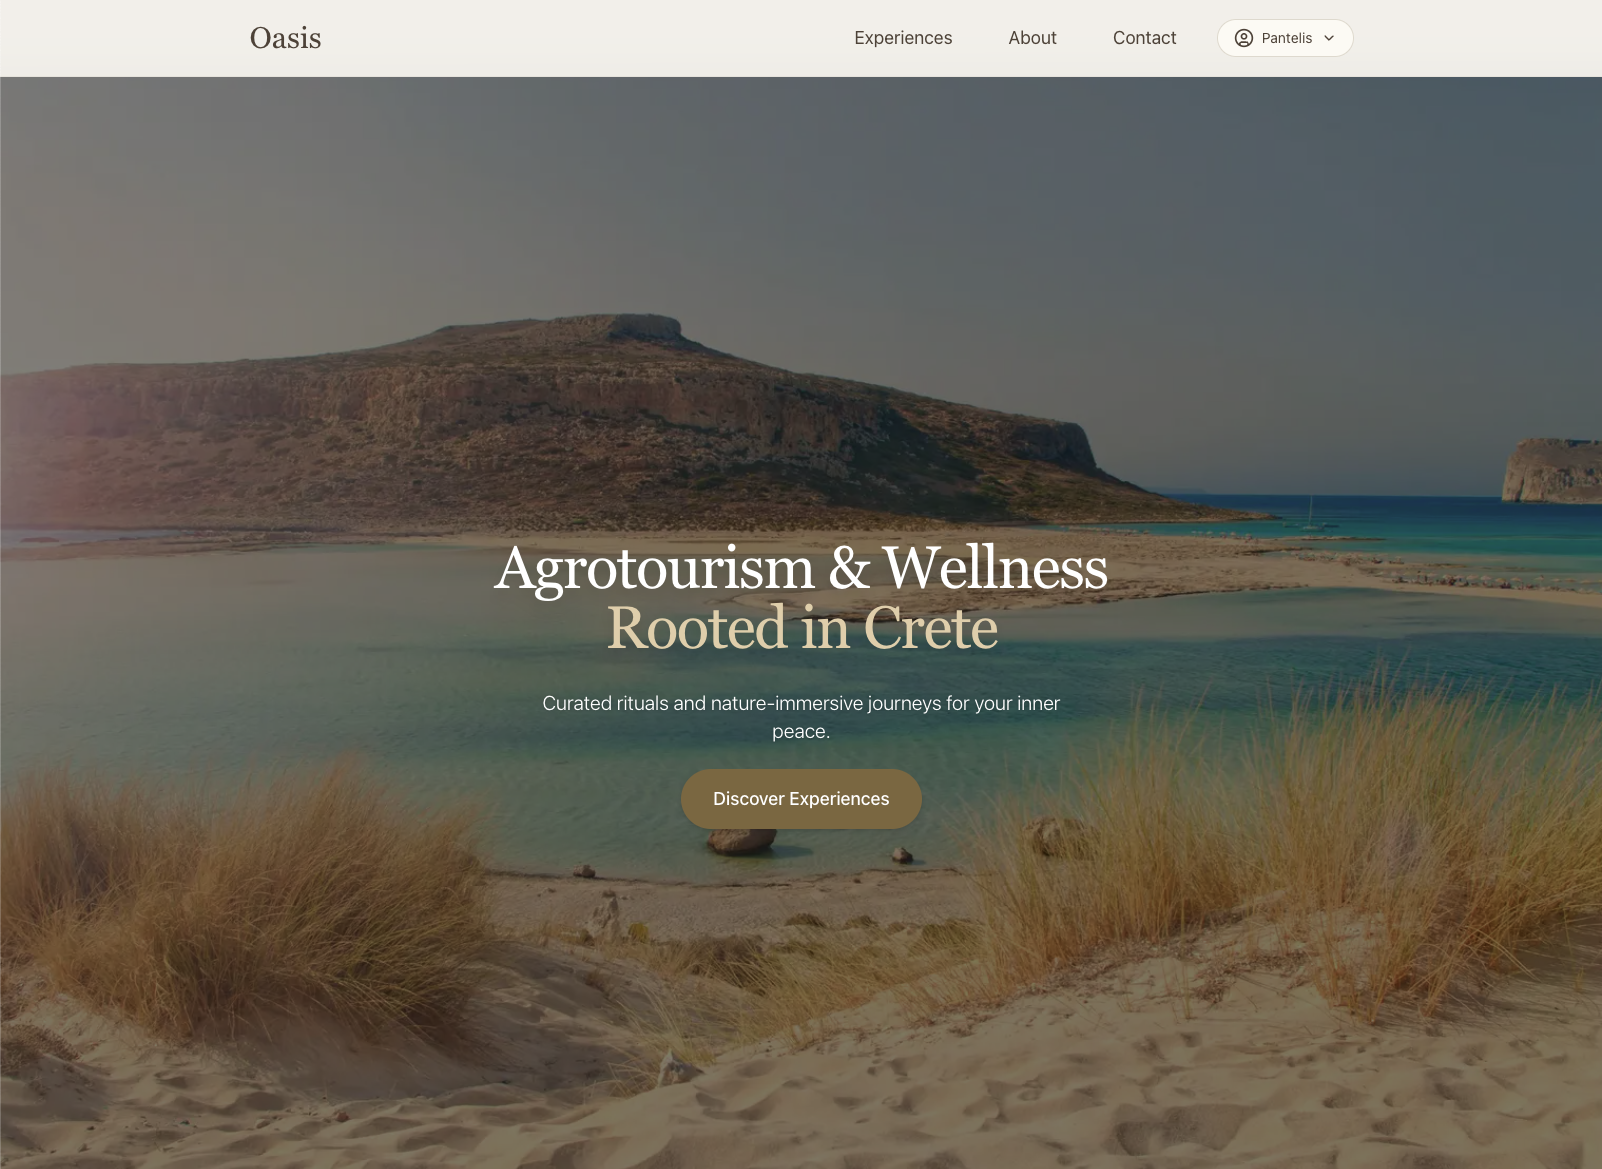 Oasis
Experiences
About
Contact
Pantelis
Agrotourism & Wellness
Rooted in Crete
Curated rituals and nature-immersive journeys for your inner
peace.
Discover Experiences